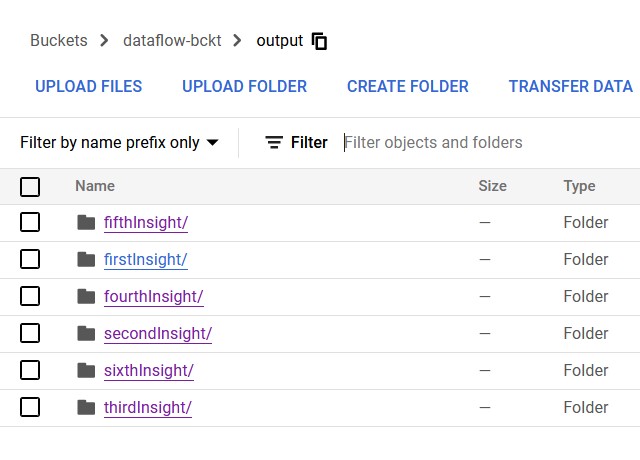 Buckets > dataflow-bckt > output
UPLOAD FILES UPLOAD FOLDER CREATE FOLDER TRANSFER DATA
Filter by name prefix only Filter Filter objects and folders
Name Size Type
fifthInsight/ — Folder
firstInsight/ — Folder
fourthInsight/ — Folder
secondInsight/ — Folder
sixthInsight/ — Folder
thirdInsight/ — Folder